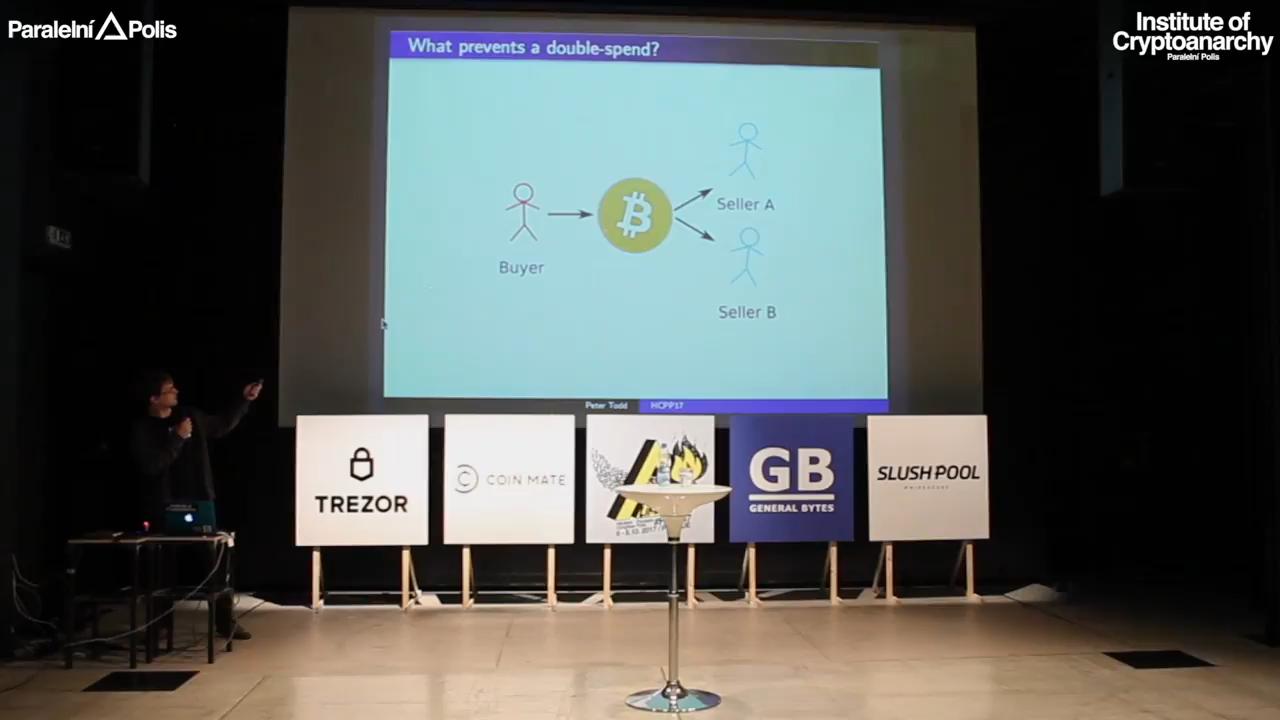 Paralelní Polis
Institute of
Cryptoanarchy
Paralelní Polis
What prevents a double-spend?
Seller A
Buyer
Seller B
Peter Todd
HCPP17
TREZOR
COIN MATE
GB
GENERAL BYTES
SLUSH POOL